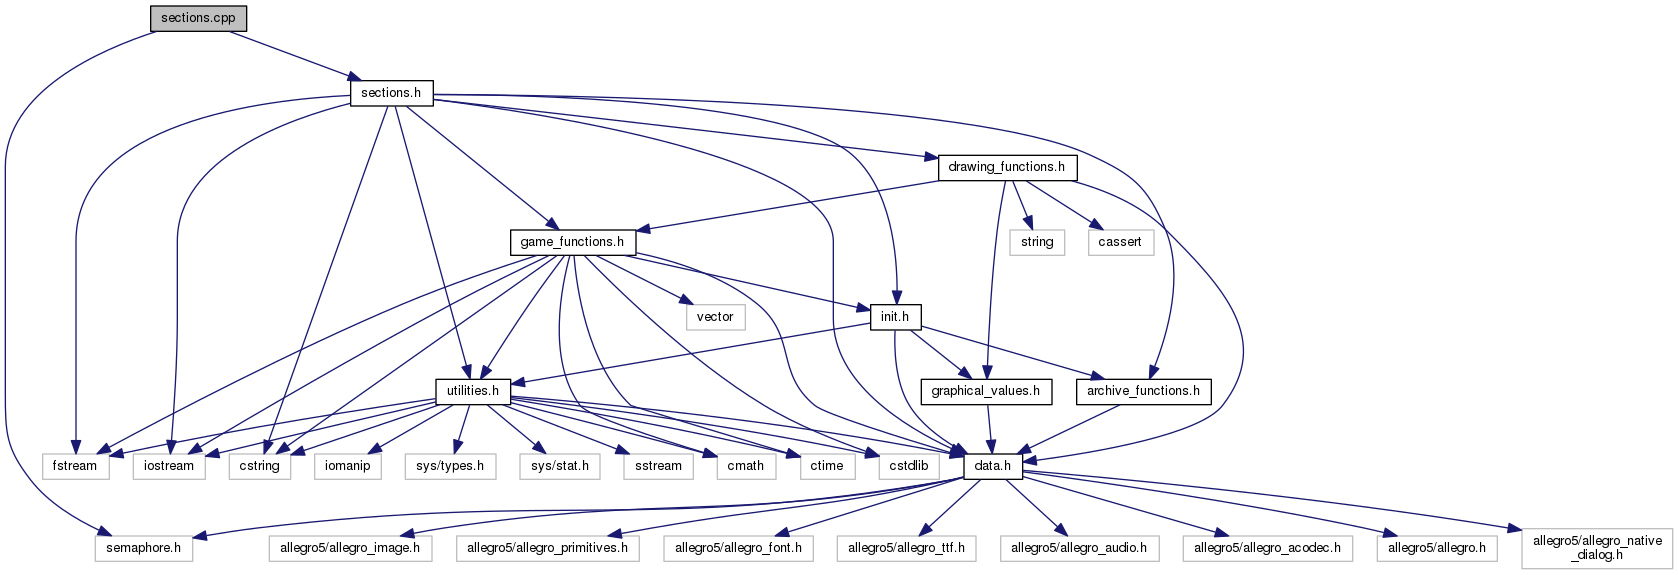 sections.cpp
sections.h
drawing_functions.h
game_functions.h
string
cassert
vector
init.h
utilities.h
graphical_values.h
archive_functions.h
fstream
iostream
cstring
iomanip
sys/types.h
sys/stat.h
sstream
cmath
ctime
cstdlib
data.h
semaphore.h
allegro5/allegro_image.h
allegro5/allegro_primitives.h
allegro5/allegro_font.h
allegro5/allegro_ttf.h
allegro5/allegro_audio.h
allegro5/allegro_acodec.h
allegro5/allegro.h
allegro5/allegro_native
_dialog.h